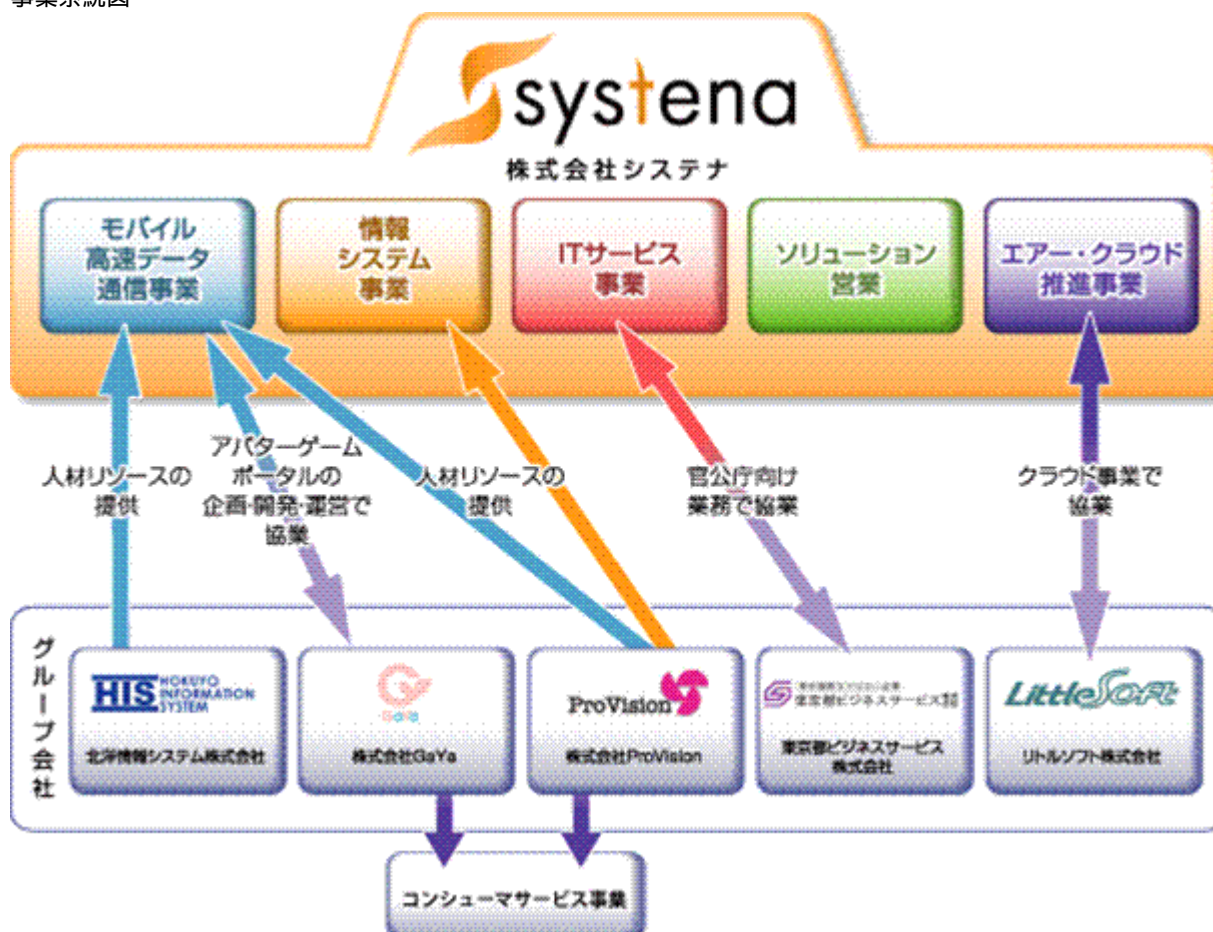 事業系統図
systena
株式会社システナ
モバイル
高速データ
通信事業
情報
システム
事業
ITサービス
事業
ソリューション
営業
エアー・クラウド
推進事業
人材リソースの
提供
アバターゲーム
ポータルの
企画・開発・運営で
協業
人材リソースの
提供
官公庁向け
業務で協業
クラウド事業で
協業
グループ会社
HIS HOKUYO
INFORMATION
SYSTEM
北洋情報システム株式会社
GaYa
株式会社GaYa
ProVision
株式会社ProVision
東京都ビジネスサービス
東京都ビジネスサービス
株式会社
LittleSoft
リトルソフト株式会社
コンシューマサービス事業